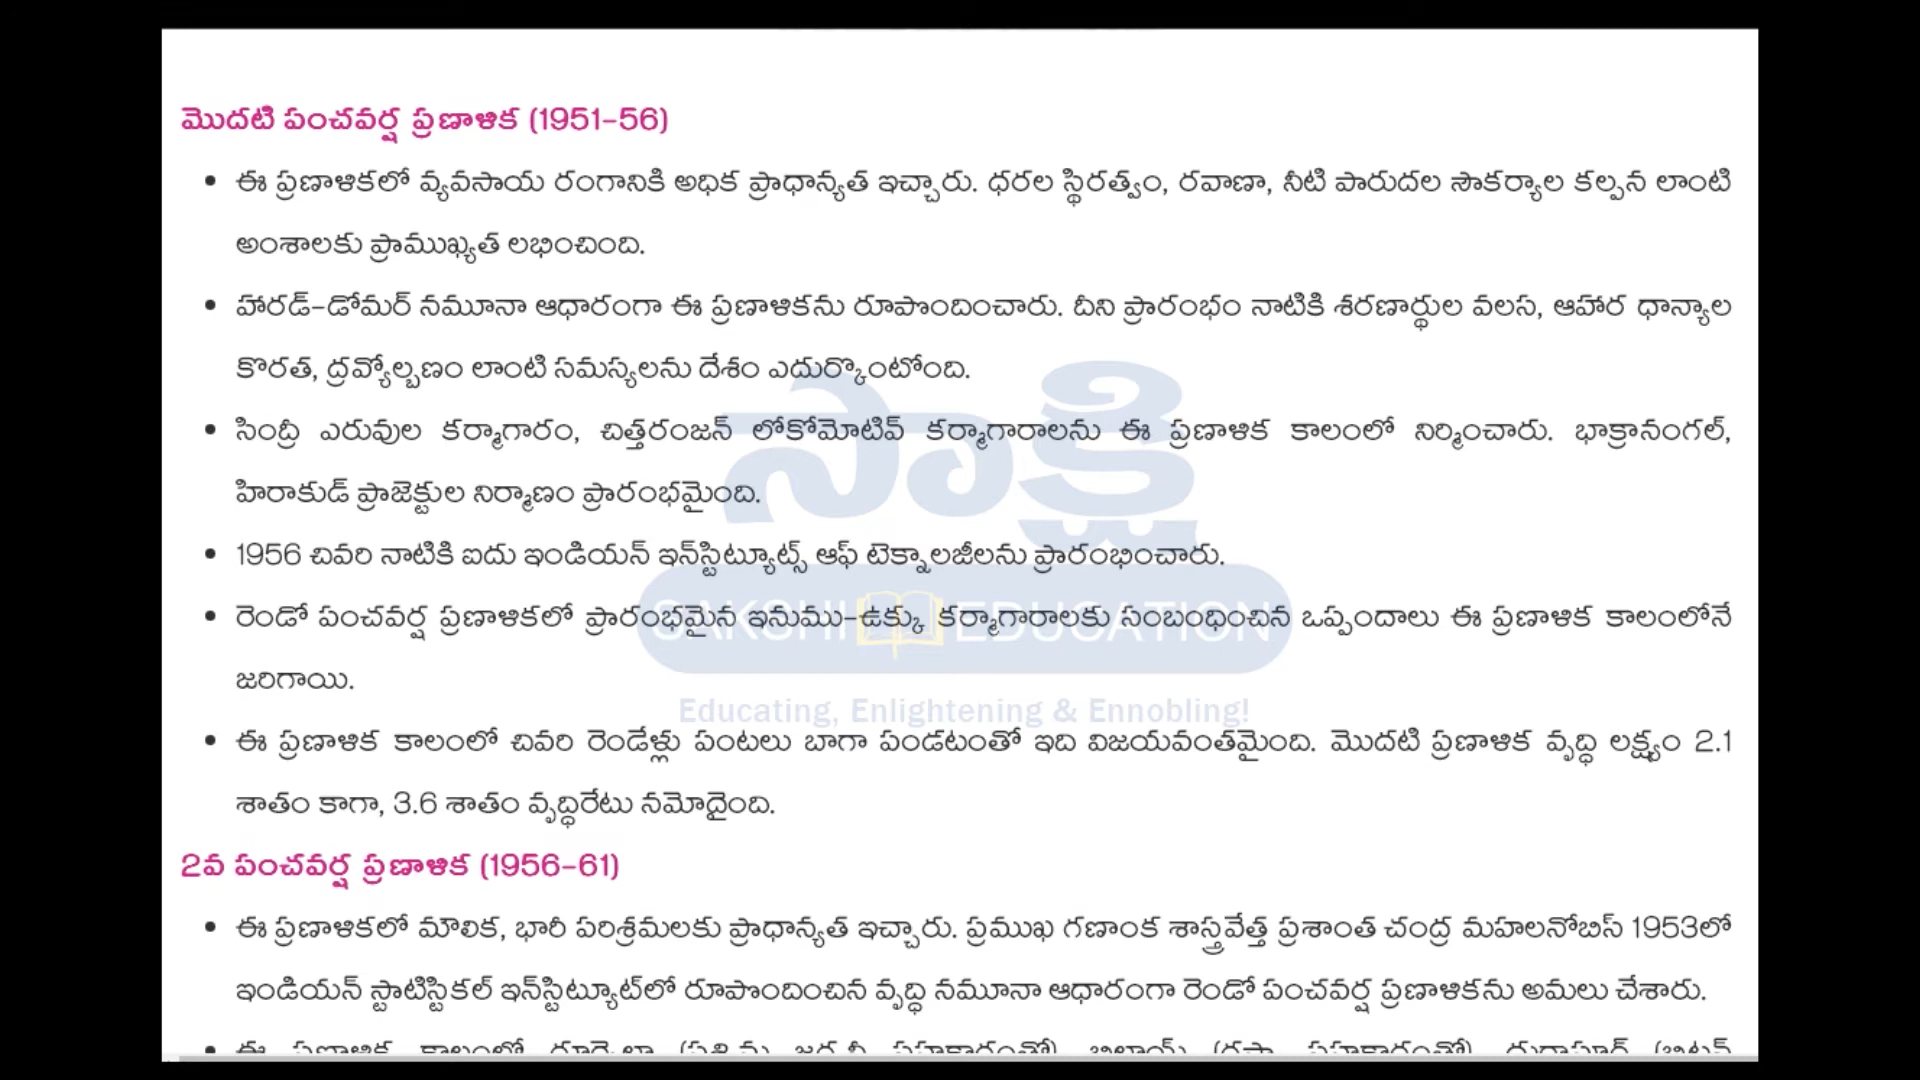 మొదటి పంచవర్ష ప్రణాళిక (1951-56)
• ఈ ప్రణాళికలో వ్యవసాయ రంగానికి అధిక ప్రాధాన్యత ఇచ్చారు. ధరల స్థిరత్వం, రవాణా, నీటి పారుదల సౌకర్యాల కల్పన లాంటి
అంశాలకు ప్రాముఖ్యత లభించింది.
• హారడ్-డోమర్ నమూనా ఆధారంగా ఈ ప్రణాళికను రూపొందించారు. దీని ప్రారంభం నాటికి శరణార్థుల వలస, ఆహార ధాన్యాల
కొరత, ద్రవ్యోల్బణం లాంటి సమస్యలను దేశం ఎదుర్కొంటోంది.
• సింద్రీ ఎరువుల కర్మాగారం, చిత్తరంజన్ లోకోమోటివ్ కర్మాగారాలను ఈ ప్రణాళిక కాలంలో నిర్మించారు. భాక్రానంగల్,
హిరాకుడ్ ప్రాజెక్టుల నిర్మాణం ప్రారంభమైంది.
• 1956 చివరి నాటికి ఐదు ఇండియన్ ఇన్‌స్టిట్యూట్స్ ఆఫ్ టెక్నాలజీలను ప్రారంభించారు.
• రెండో పంచవర్ష ప్రణాళికలో ప్రారంభమైన ఇనుము-ఉక్కు కర్మాగారాలకు సంబంధించిన ఒప్పందాలు ఈ ప్రణాళిక కాలంలోనే
జరిగాయి.
• ఈ ప్రణాళిక కాలంలో చివరి రెండేళ్లు పంటలు బాగా పండటంతో ఇది విజయవంతమైంది. మొదటి ప్రణాళిక వృద్ధి లక్ష్యం 2.1
శాతం కాగా, 3.6 శాతం వృద్ధిరేటు నమోదైంది.
2వ పంచవర్ష ప్రణాళిక (1956-61)
• ఈ ప్రణాళికలో మౌలిక, భారీ పరిశ్రమలకు ప్రాధాన్యత ఇచ్చారు. ప్రముఖ గణాంక శాస్త్రవేత్త ప్రశాంత చంద్ర మహలనోబిస్ 1953లో
ఇండియన్ స్టాటిస్టికల్ ఇన్‌స్టిట్యూట్‌లో రూపొందించిన వృద్ధి నమూనా ఆధారంగా రెండో పంచవర్ష ప్రణాళికను అమలు చేశారు.
సాక్షి
SAKSHI EDUCATION
Educating, Enlightening & Ennobling!